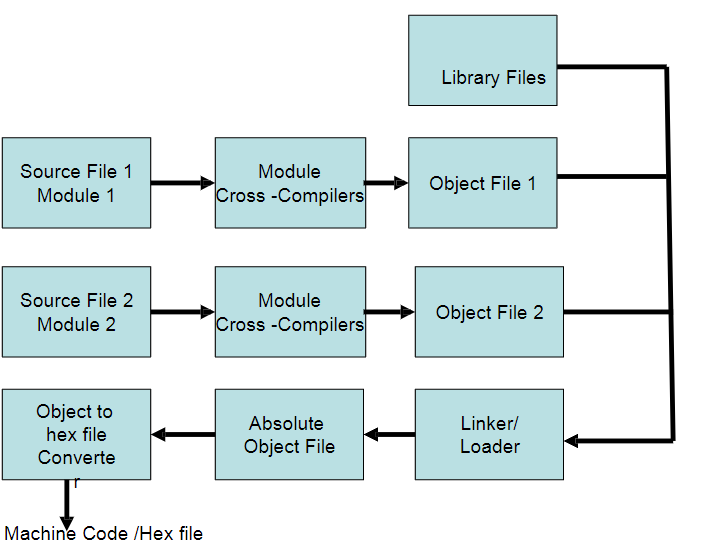 Library Files
Source File 1
Module 1
Module
Cross -Compilers
Object File 1
Source File 2
Module 2
Module
Cross -Compilers
Object File 2
Object to
hex file
Converte
r
Absolute
Object File
Linker/
Loader
Machine Code /Hex file